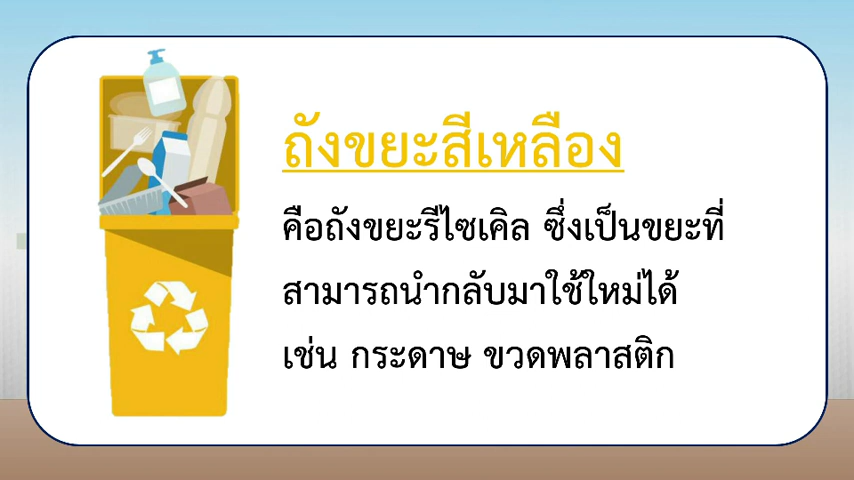 ถังขยะสีเหลือง
คือถังขยะรีไซเคิล ซึ่งเป็นขยะที่
สามารถนำกลับมาใช้ใหม่ได้
เช่น กระดาษ ขวดพลาสติก